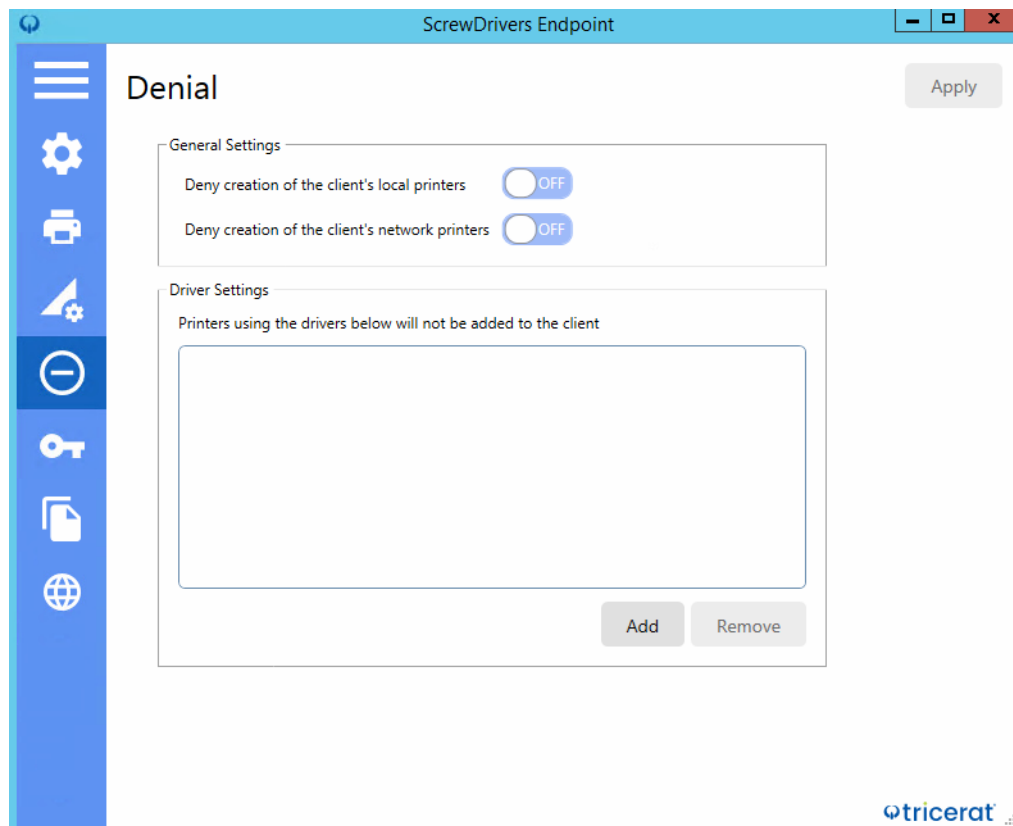 ScrewDrivers Endpoint
Denial
Apply
General Settings
Deny creation of the client's local printers OFF
Deny creation of the client's network printers OFF
Driver Settings
Printers using the drivers below will not be added to the client
Add Remove
tricerat